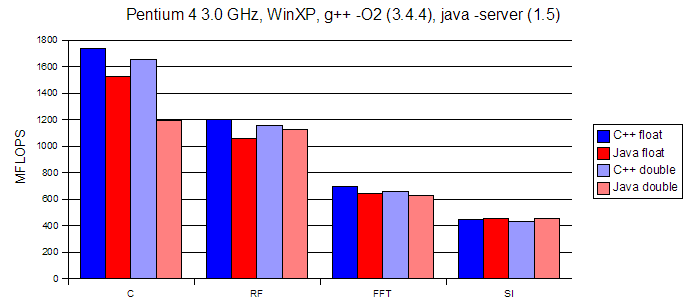 Pentium 4 3.0 GHz, WinXP, g++ -O2 (3.4.4), java -server (1.5)
MFLOPS
1800
1600
1400
1200
1000
800
600
400
200
0
C RF FFT SI
C++ float
Java float
C++ double
Java double